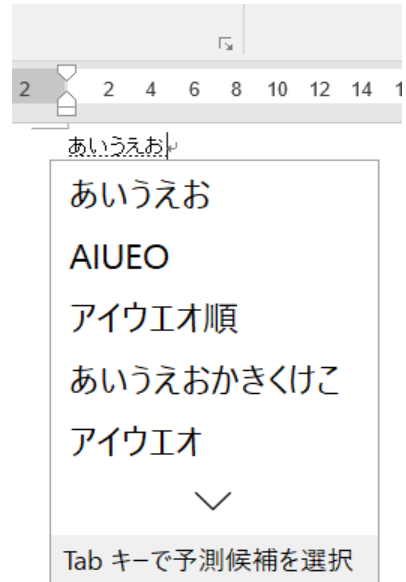 2 2 4 6 8 10 12 14
あいうえお
あいうえお
AIUEO
アイウエオ順
あいうえおかきくけこ
アイウエオ
Tab キーで予測候補を選択